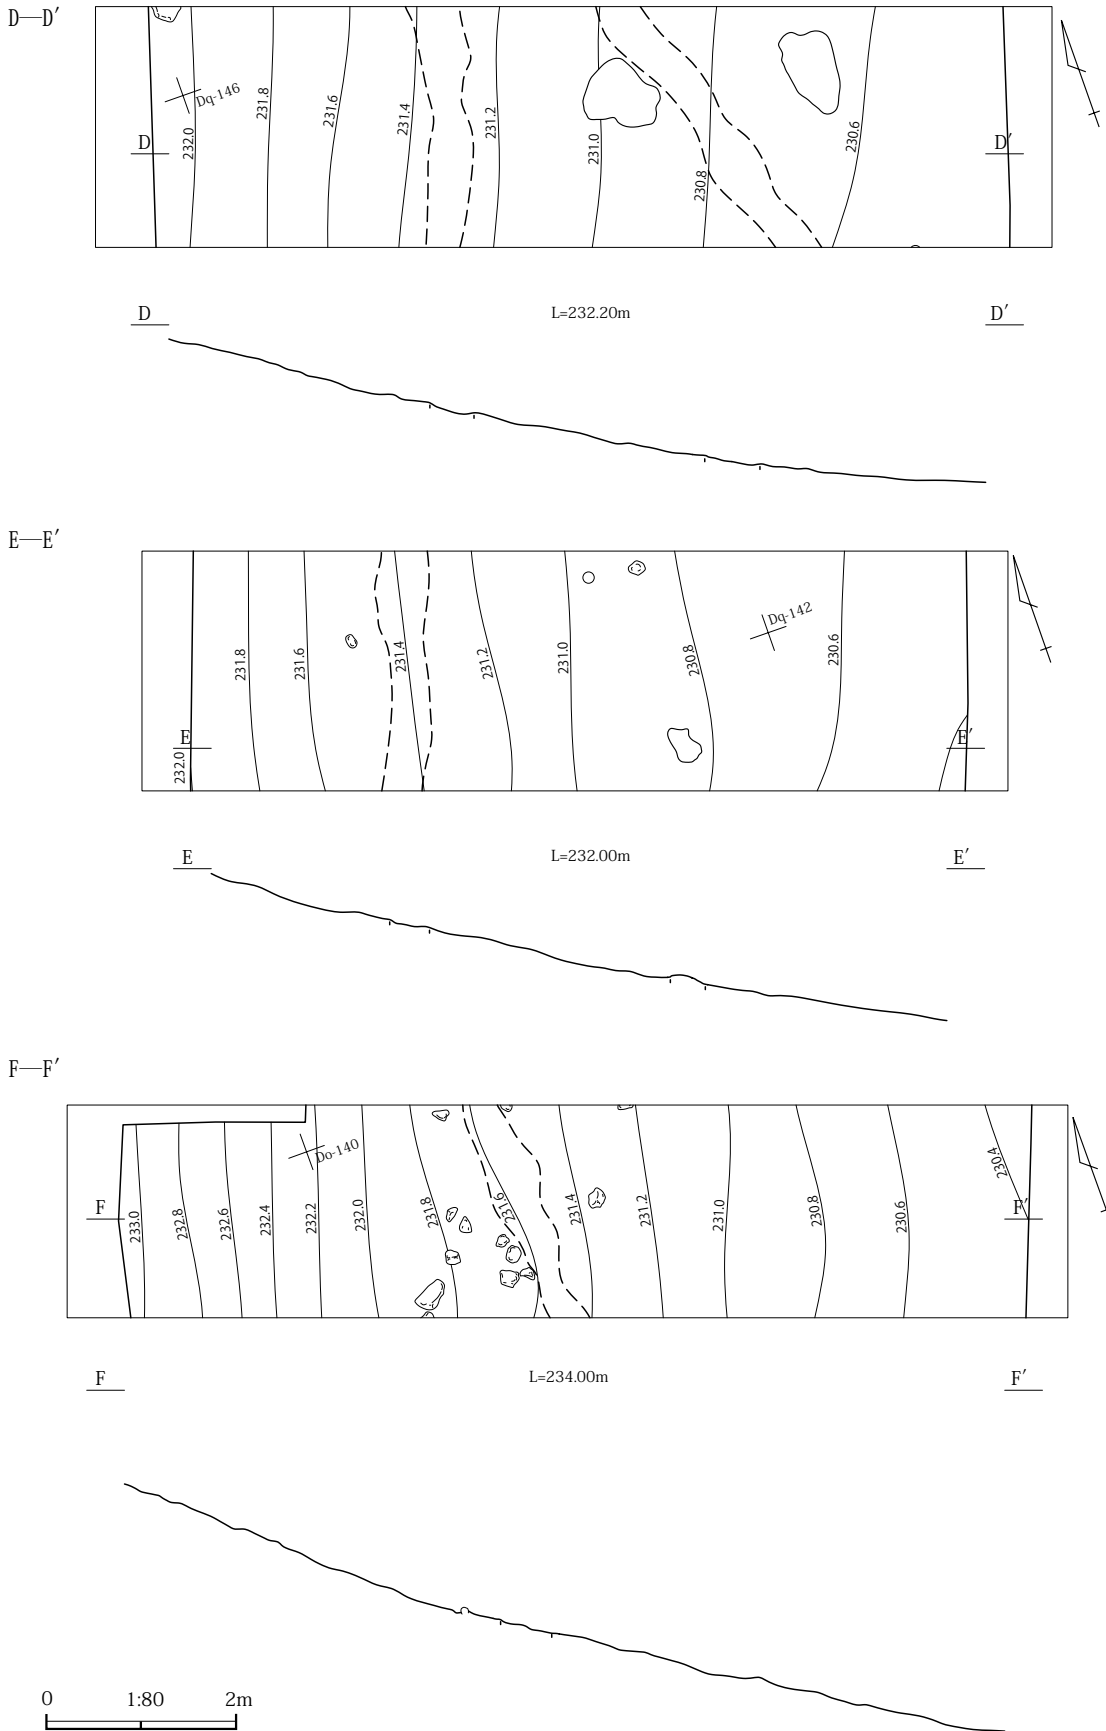 D—D′
Dq-146
232.0
231.8
231.6
231.4
231.2
231.0
230.8
230.6
D D′
D L=232.20m D′
E—E′
Dq-142
232.0
231.8
231.6
231.4
231.2
231.0
230.8
230.6
E E′
E L=232.00m E′
F—F′
Do-140
233.0
232.8
232.6
232.4
232.2
232.0
231.8
231.6
231.4
231.2
231.0
230.8
230.6
230.4
F F′
F L=234.00m F′
0 1:80 2m